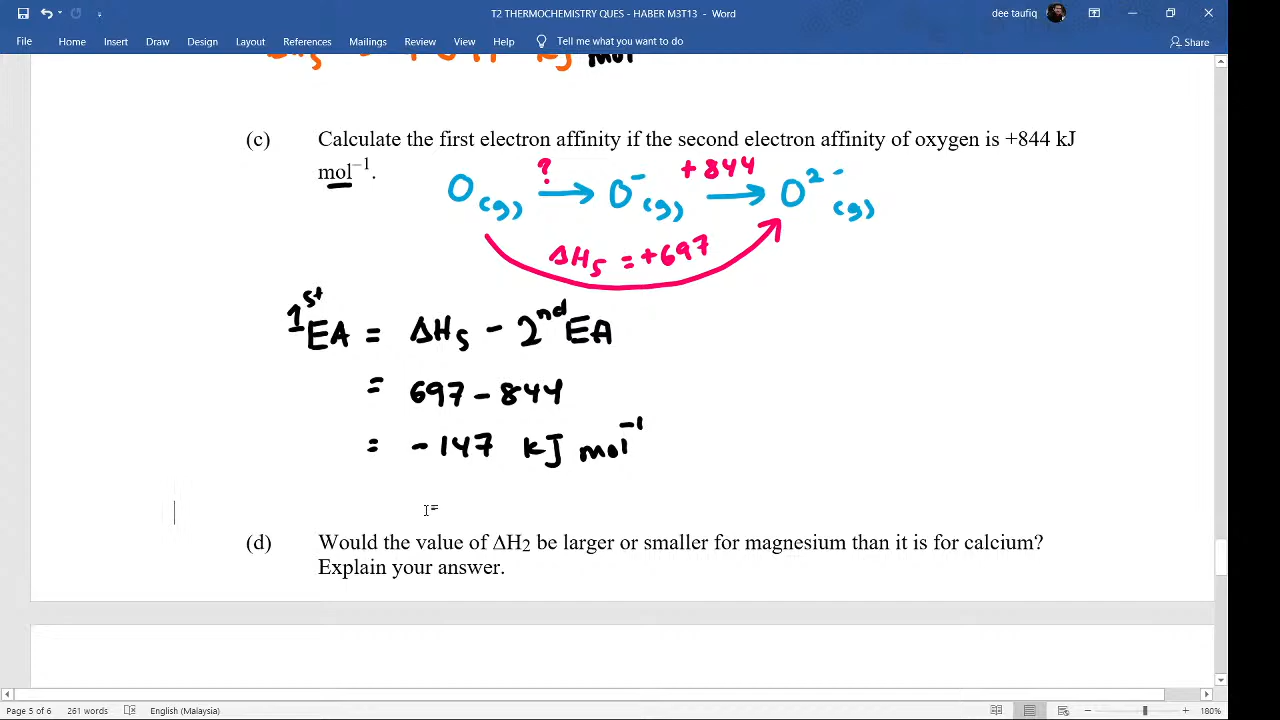 T2 THERMOCHEMISTRY QUES - HABER M3T13 - Word
dee taufiq
File Home Insert Draw Design Layout References Mailings Review View Help Tell me what you want to do
Share
kJ mol
(c) Calculate the first electron affinity if the second electron affinity of oxygen is +844 kJ
mol⁻¹.
? +844
O(g) → O⁻(g) → O²⁻(g)
ΔH₅ = +697
1st EA = ΔH₅ - 2nd EA
= 697 - 844
= -147 kJ mol⁻¹
(d) Would the value of ΔH2 be larger or smaller for magnesium than it is for calcium?
Explain your answer.
Page 5 of 6 261 words English (Malaysia) 180%